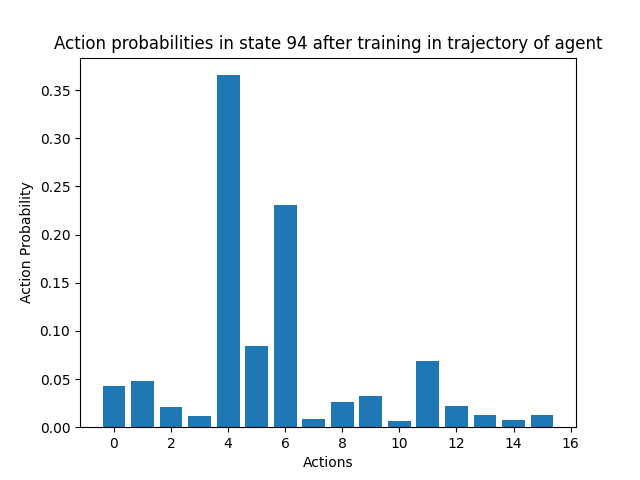 Action probabilities in state 94 after training in trajectory of agent
0.35
0.30
0.25
0.20
0.15
0.10
0.05
0.00
Action Probability
0 2 4 6 8 10 12 14 16
Actions